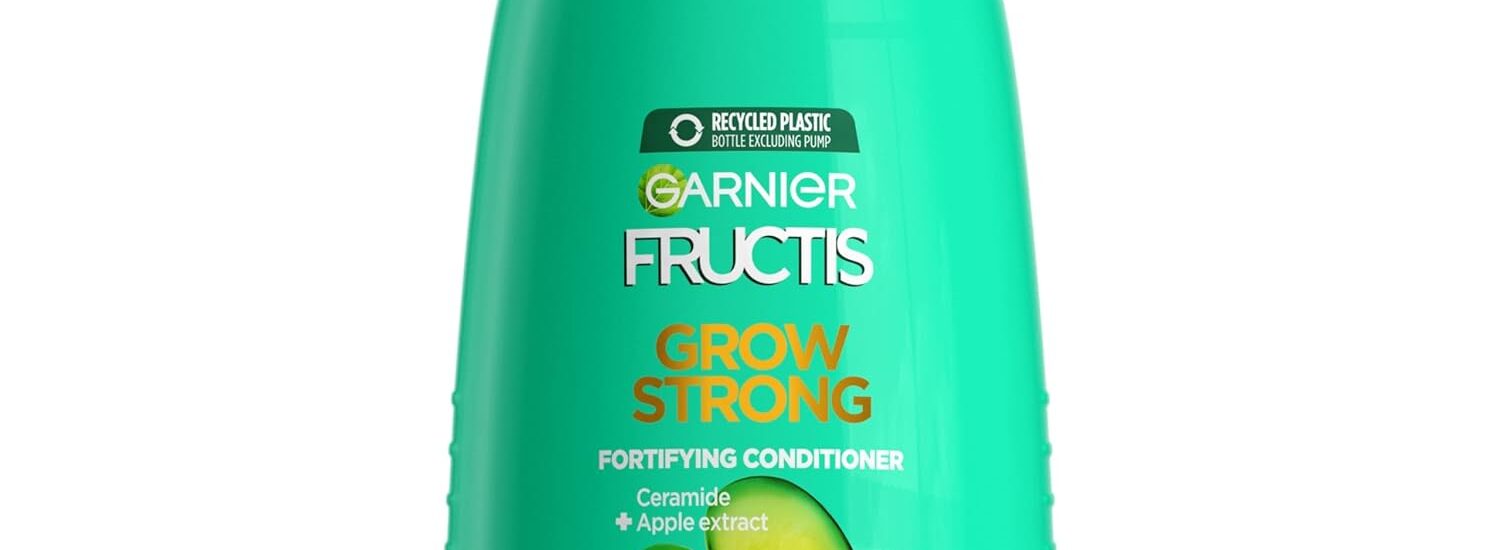 RECYCLED PLASTIC
BOTTLE EXCLUDING PUMP
GARNIER
FRUCTIS
GROW
STRONG
FORTIFYING CONDITIONER
Ceramide
+ Apple extract